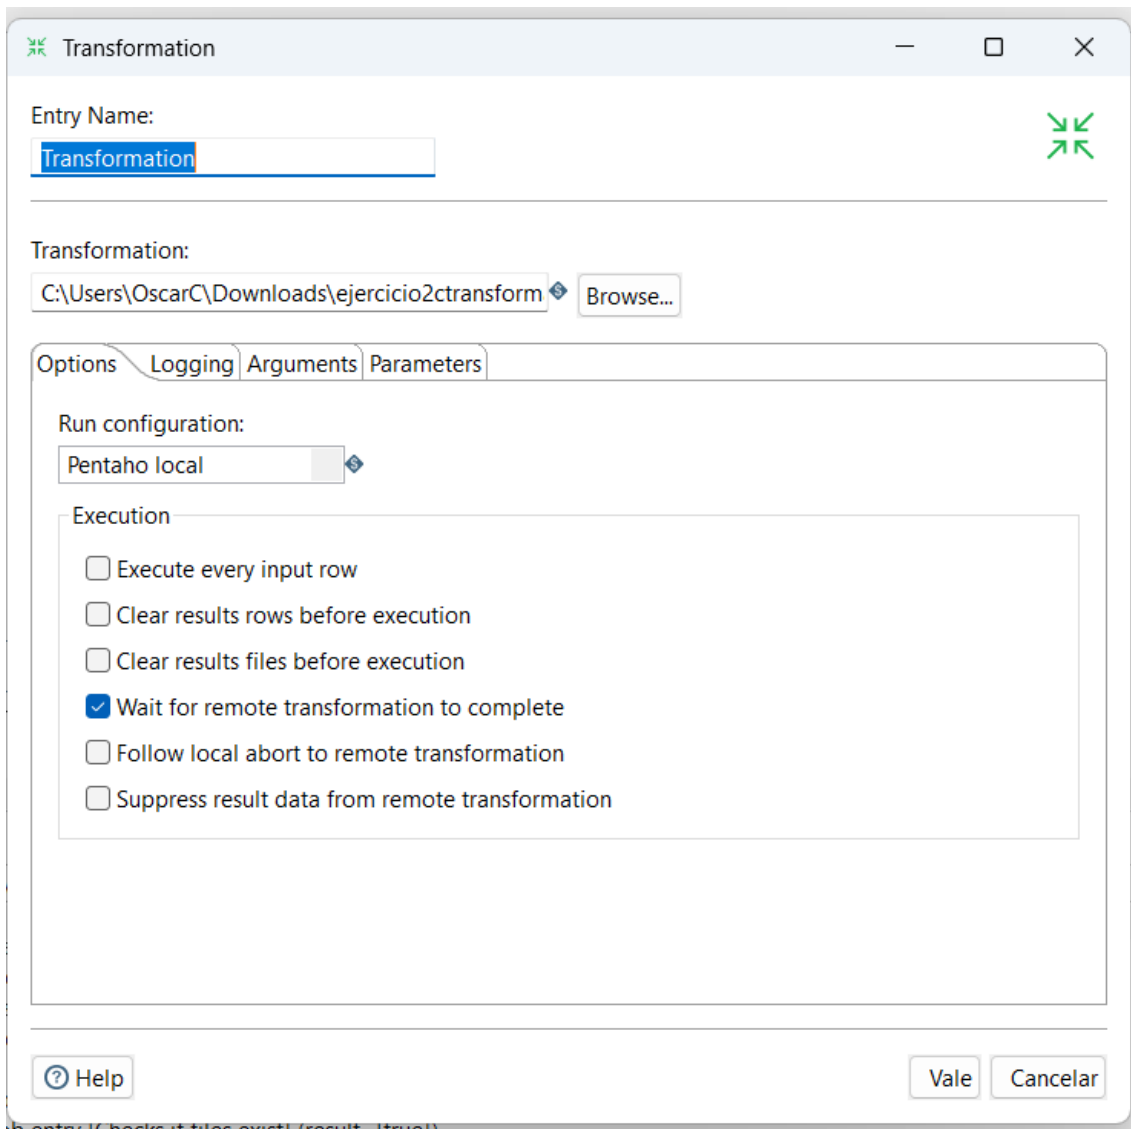 Transformation
Entry Name:
Transformation
Transformation:
C:\Users\OscarC\Downloads\ejercicio2ctransform
Browse...
Options Logging Arguments Parameters
Run configuration:
Pentaho local
Execution
Execute every input row
Clear results rows before execution
Clear results files before execution
Wait for remote transformation to complete
Follow local abort to remote transformation
Suppress result data from remote transformation
Help Vale Cancelar